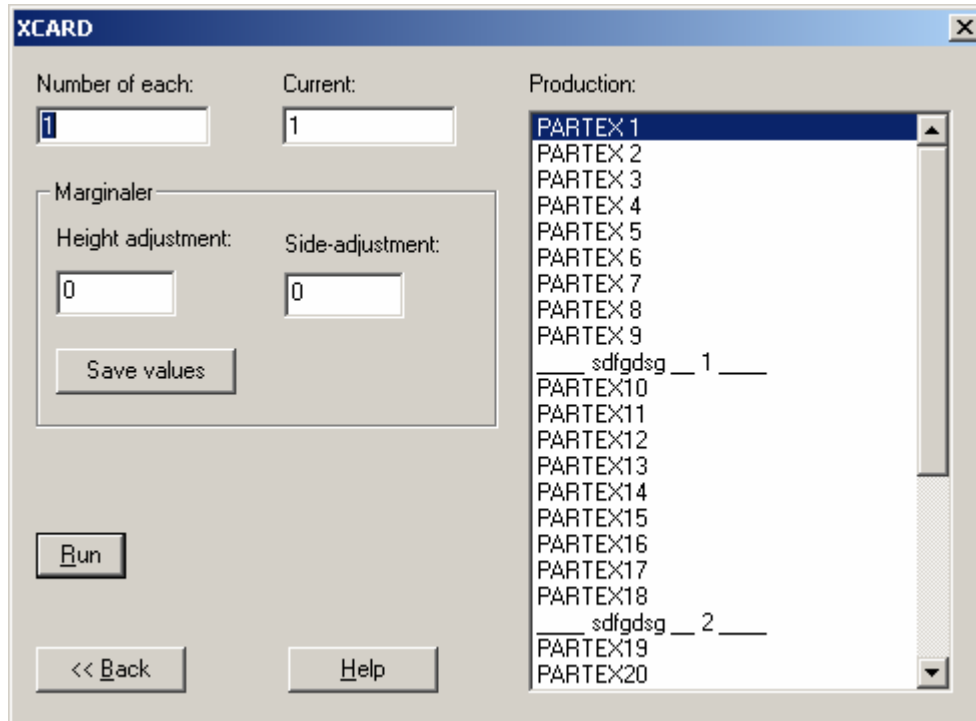 XCARD
Number of each:
1
Current:
1
Marginaler
Height adjustment:
0
Side-adjustment:
0
Save values
Run
<< Back
Help
Production:
PARTEX 1
PARTEX 2
PARTEX 3
PARTEX 4
PARTEX 5
PARTEX 6
PARTEX 7
PARTEX 8
PARTEX 9
____ sdfgdsg __ 1 ____
PARTEX10
PARTEX11
PARTEX12
PARTEX13
PARTEX14
PARTEX15
PARTEX16
PARTEX17
PARTEX18
____ sdfgdsg __ 2 ____
PARTEX19
PARTEX20